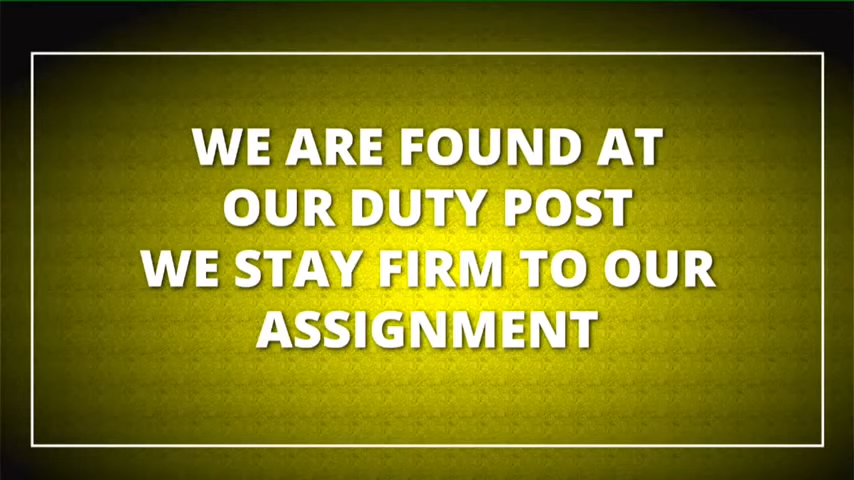 WE ARE FOUND AT
OUR DUTY POST
WE STAY FIRM TO OUR
ASSIGNMENT